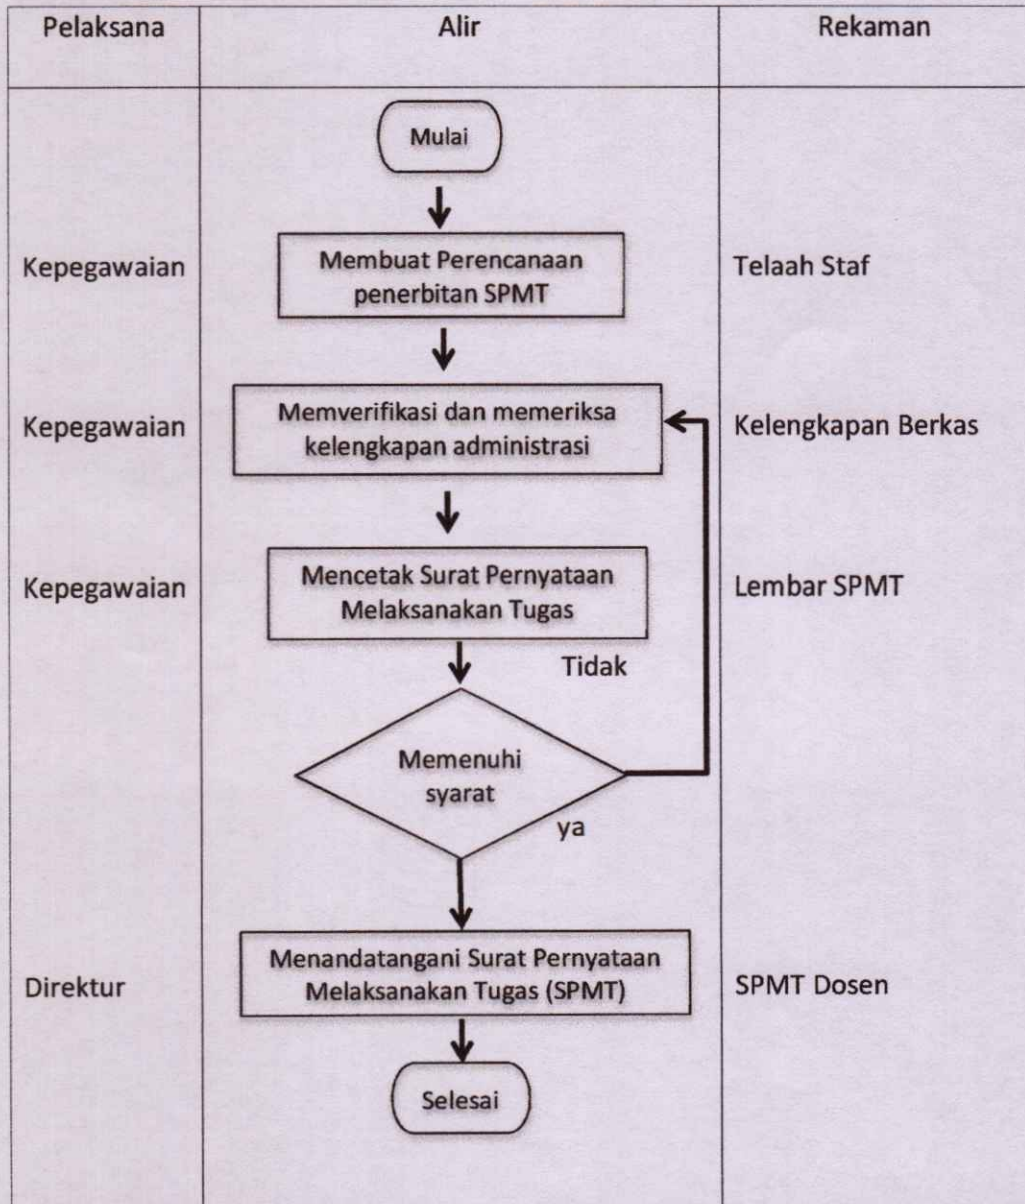 Pelaksana Alir Rekaman
Mulai
Kepegawaian Membuat Perencanaan Telaah Staf
penerbitan SPMT
Kepegawaian Memverifikasi dan memeriksa Kelengkapan Berkas
kelengkapan administrasi
Kepegawaian Mencetak Surat Pernyataan Lembar SPMT
Melaksanakan Tugas
Tidak
Memenuhi
syarat
ya
Direktur Menandatangani Surat Pernyataan SPMT Dosen
Melaksanakan Tugas (SPMT)
Selesai